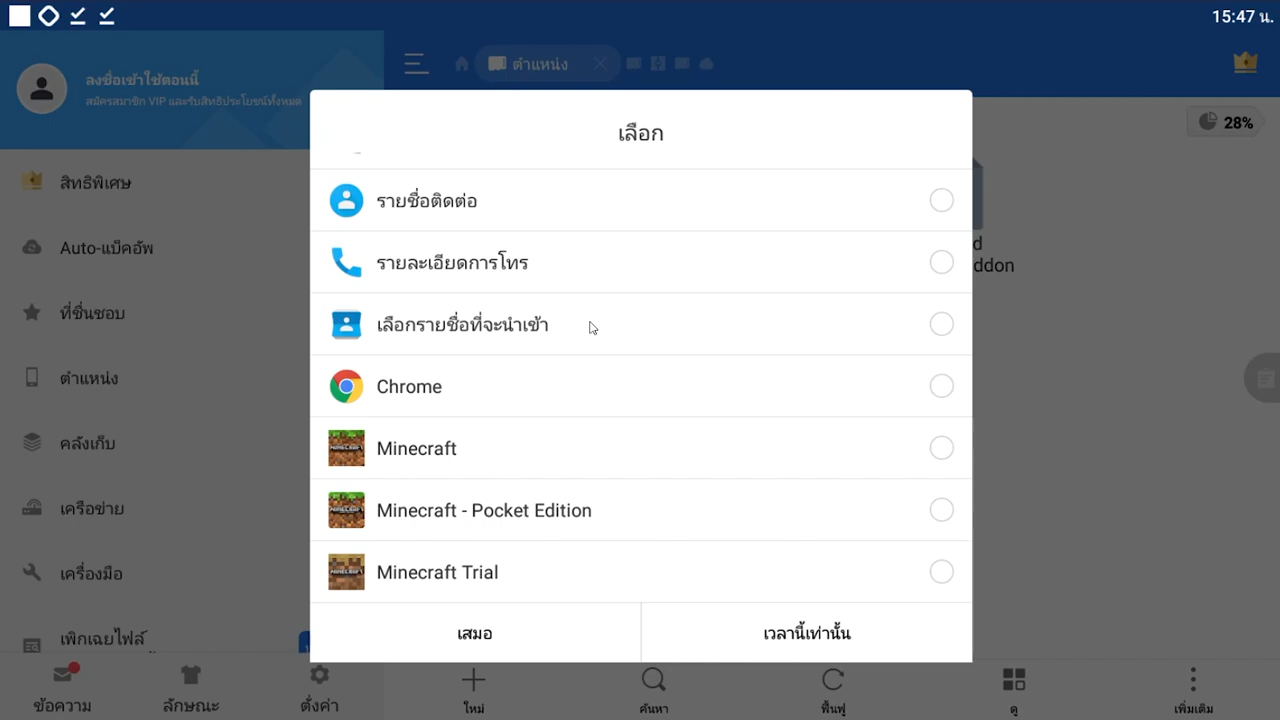 15:47 น.
ลงชื่อเข้าใช้ตอนนี้
สมัครสมาชิก VIP และรับสิทธิประโยชน์ทั้งหมด
ตำแหน่ง
28%
สิทธิพิเศษ
Auto-แบ็คอัพ
ที่ชื่นชอบ
ตำแหน่ง
คลังเก็บ
เครือข่าย
เครื่องมือ
เพิกเฉยไฟล์
เลือก
รายชื่อติดต่อ
รายละเอียดการโทร
เลือกรายชื่อที่จะนำเข้า
Chrome
Minecraft
Minecraft - Pocket Edition
Minecraft Trial
เสมอ
เวลานี้เท่านั้น
d
ddon
ข้อความ
ลักษณะ
ตั้งค่า
ใหม่
ค้นหา
ฟื้นฟู
ดู
เพิ่มเติม